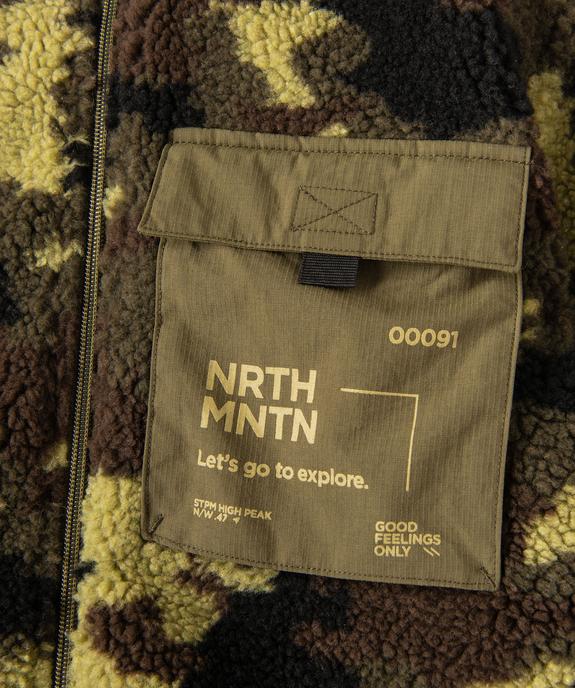 00091
NRTH
MNTN
Let's go to explore.
STPM HIGH PEAK
N/W .47
GOOD
FEELINGS
ONLY